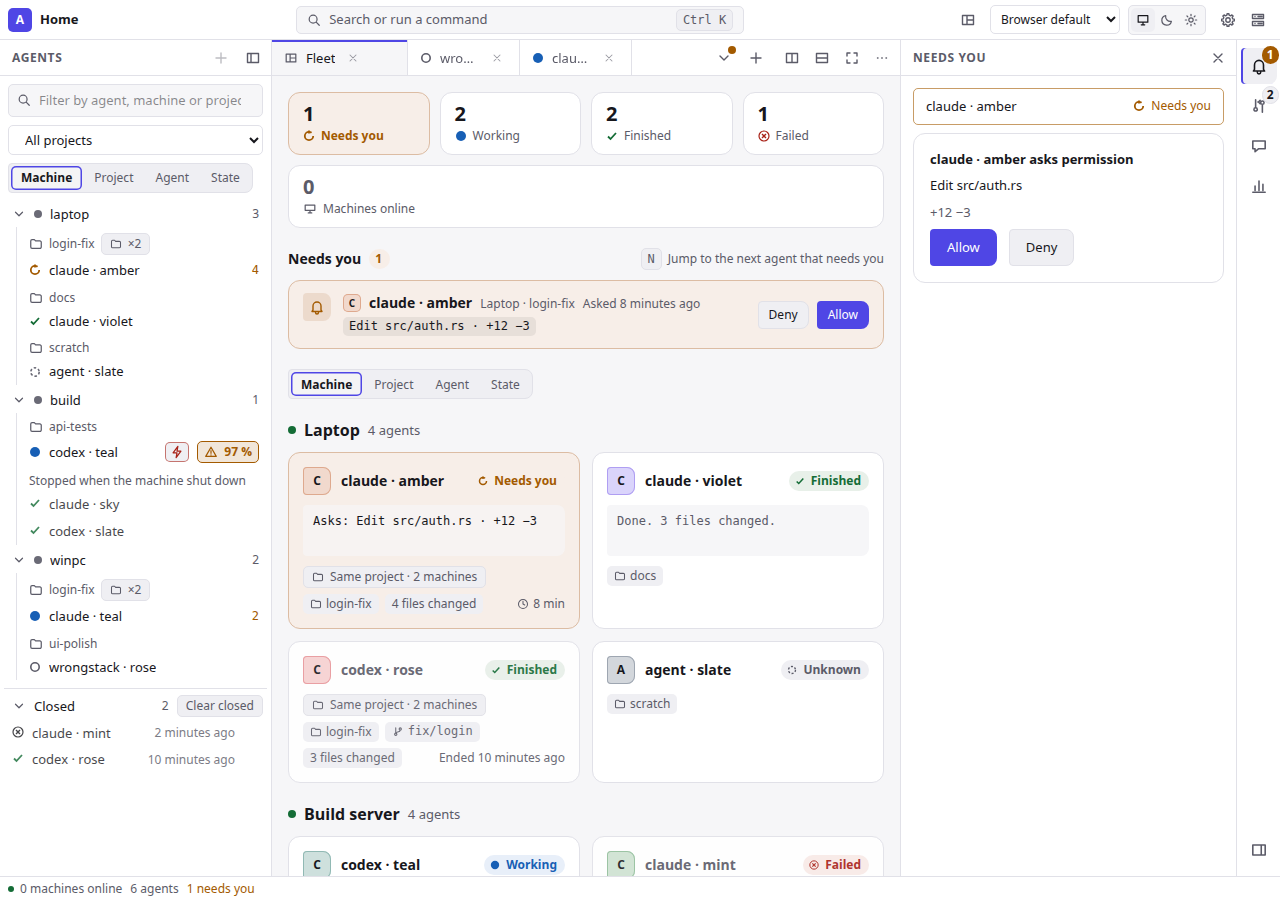 A Home
Search or run a command Ctrl K
Browser default
AGENTS
Filter by agent, machine or projec
All projects
Machine Project Agent State
laptop 3
login-fix ×2
claude · amber 4
docs
claude · violet
scratch
agent · slate
build 1
api-tests
codex · teal 97 %
Stopped when the machine shut down
claude · sky
codex · slate
winpc 2
login-fix ×2
claude · teal 2
ui-polish
wrongstack · rose
Closed 2 Clear closed
claude · mint 2 minutes ago
codex · rose 10 minutes ago
Fleet
wro...
clau...
1 Needs you
2 Working
2 Finished
1 Failed
0 Machines online
Needs you 1
N Jump to the next agent that needs you
C claude · amber Laptop · login-fix Asked 8 minutes ago
Edit src/auth.rs · +12 −3
Deny Allow
Machine Project Agent State
Laptop 4 agents
C claude · amber Needs you
Asks: Edit src/auth.rs · +12 −3
Same project · 2 machines
login-fix 4 files changed 8 min
C claude · violet Finished
Done. 3 files changed.
docs
C codex · rose Finished
Same project · 2 machines
login-fix fix/login
3 files changed Ended 10 minutes ago
A agent · slate Unknown
scratch
Build server 4 agents
C codex · teal Working
C claude · mint Failed
NEEDS YOU
claude · amber Needs you
claude · amber asks permission
Edit src/auth.rs
+12 −3
Allow Deny
1
2
0 machines online 6 agents 1 needs you